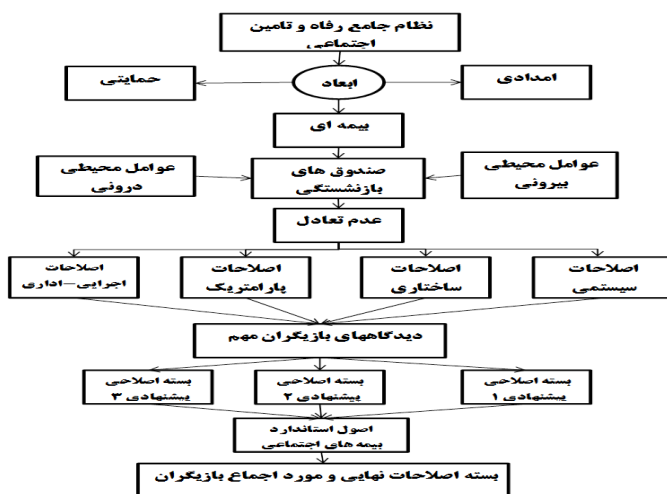 نظام جامع رفاه و تامین
اجتماعی
امدادی
ابعاد
حمایتی
بیمه ای
عوامل محیطی
بیرونی
صندوق های
بازنشستگی
عوامل محیطی
درونی
عدم تعادل
اصلاحات
سیستمی
اصلاحات
ساختاری
اصلاحات
پارامتریک
اصلاحات
اجرایی-اداری
دیدگاههای بازیگران مهم
بسته اصلاحی
پیشنهادی ۱
بسته اصلاحی
پیشنهادی ۲
بسته اصلاحی
پیشنهادی ۳
اصول استاندارد
بیمه های اجتماعی
بسته اصلاحات نهایی و مورد اجماع بازیگران